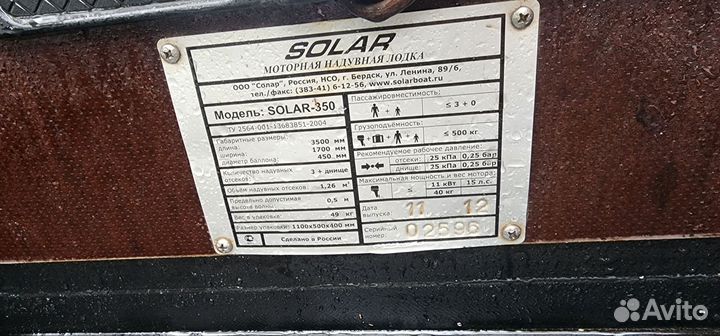 SOLAR
МОТОРНАЯ НАДУВНАЯ ЛОДКА
ООО "Солар", Россия, НСО, г. Бердск, ул. Ленина, 89/6,
тел./факс: (383-41) 6-12-56, www.solarboat.ru
Модель: SOLAR-350
ТУ 2564-001-13683851-2004
Габаритные размеры:
длина: 3500 мм
ширина: 1700 мм
диаметр баллона: 450 мм
Количество надувных отсеков: 3 + днище
Объём надувных отсеков: 1,26 м³
Предельно допустимая высота волны: 0,5 м
Вес в упаковке: 49 кг
Размер упаковки: 1100x500x400 мм
Сделано в России
Пассажировместимость:
+ ≤ 3 + 0
Грузоподъёмность:
+ + + ≤ 500 кг
Рекомендуемое рабочее давление:
отсеки: 25 кПа 0,25 бар
днище: 25 кПа 0,25 бар
Максимальная мощность и вес мотора:
≤ 11 кВт 15 л.с.
40 кг
Дата выпуска: 11 12
Серийный номер: 02596
Avito